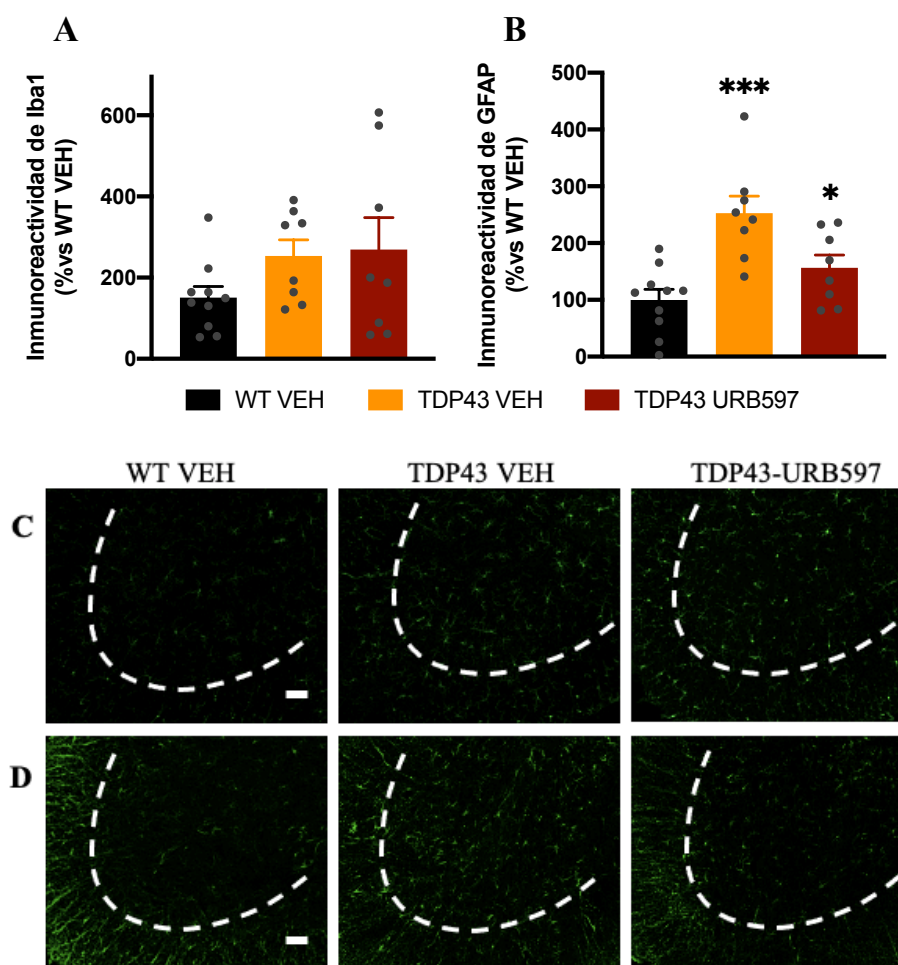 A
B
Inmunoreactividad de Iba1
(%vs WT VEH)
600
400
200
0
Inmunoreactividad de GFAP
(%vs WT VEH)
500
400
300
200
100
0
***
*
WT VEH
TDP43 VEH
TDP43 URB597
WT VEH
TDP43 VEH
TDP43-URB597
C
D